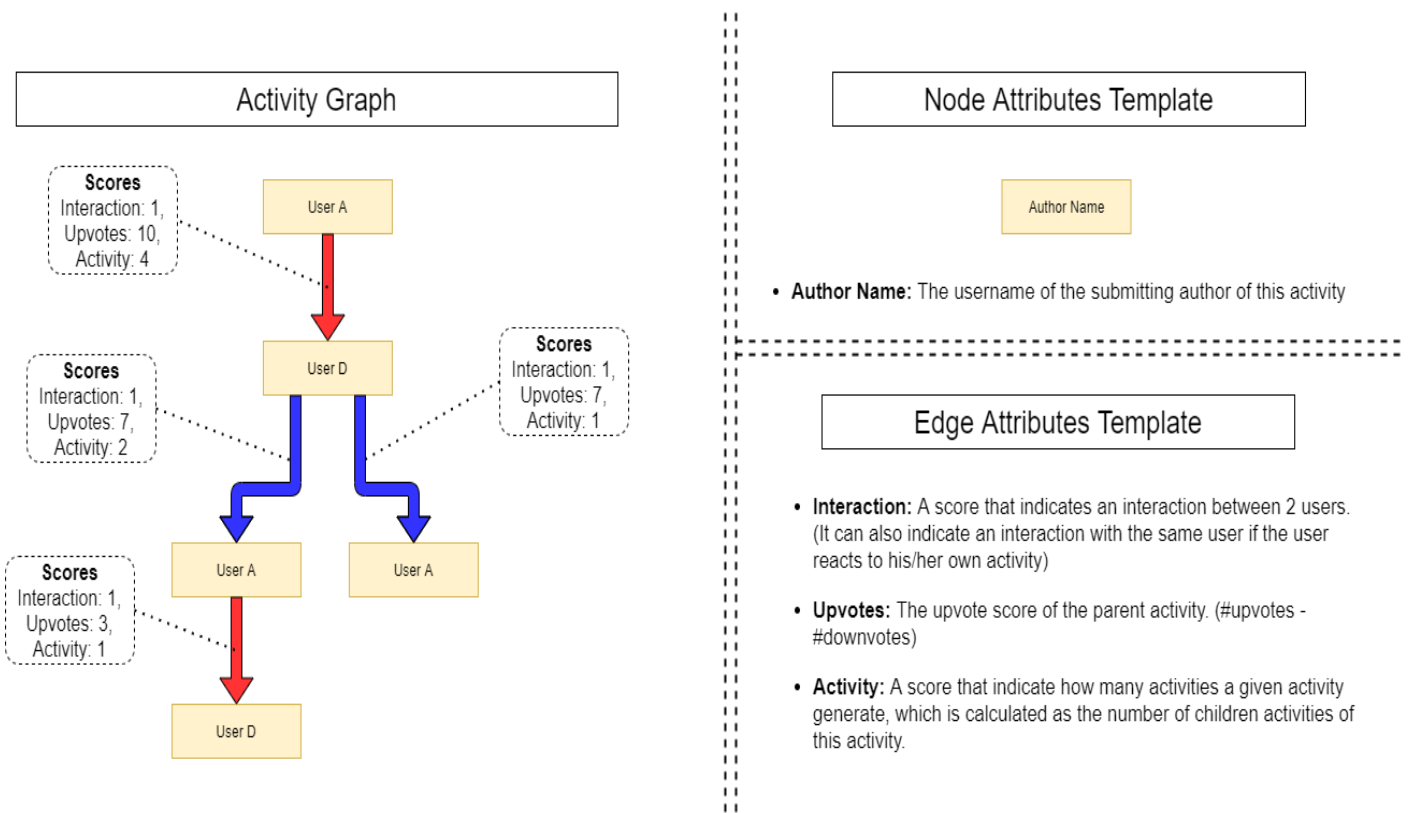 Activity Graph
Scores
Interaction: 1,
Upvotes: 10,
Activity: 4
User A
Scores
Interaction: 1,
Upvotes: 7,
Activity: 2
User D
Scores
Interaction: 1,
Upvotes: 7,
Activity: 1
User A
User A
Scores
Interaction: 1,
Upvotes: 3,
Activity: 1
User D
Node Attributes Template
Author Name
• Author Name: The username of the submitting author of this activity
Edge Attributes Template
• Interaction: A score that indicates an interaction between 2 users.
(It can also indicate an interaction with the same user if the user
reacts to his/her own activity)
• Upvotes: The upvote score of the parent activity. (#upvotes -
#downvotes)
• Activity: A score that indicate how many activities a given activity
generate, which is calculated as the number of children activities of
this activity.